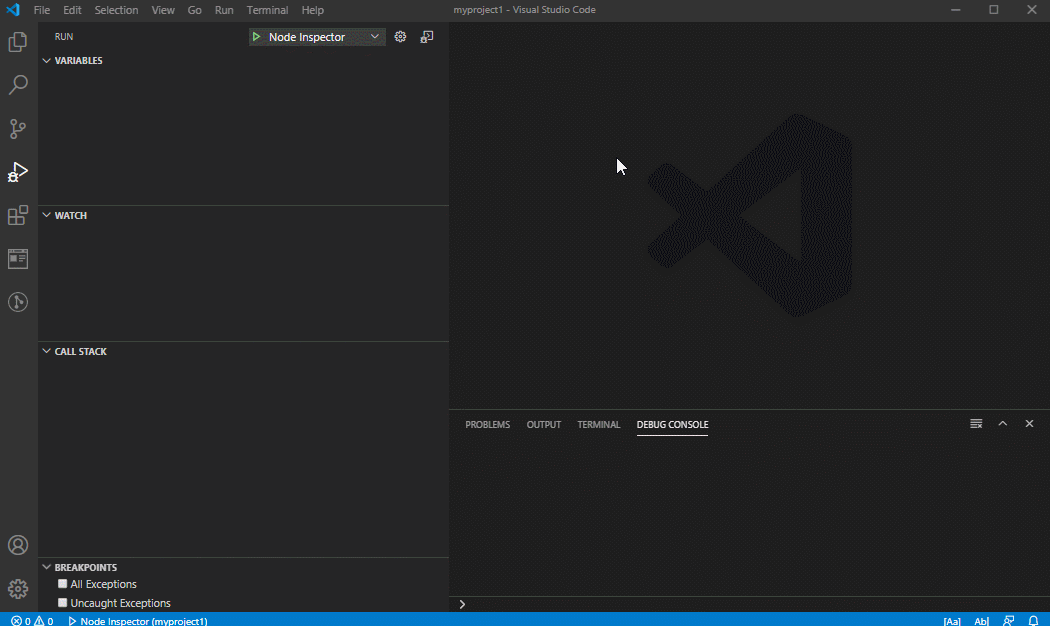 File Edit Selection View Go Run Terminal Help myproject1 - Visual Studio Code
RUN Node Inspector
VARIABLES
WATCH
CALL STACK
PROBLEMS OUTPUT TERMINAL DEBUG CONSOLE
BREAKPOINTS
All Exceptions
Uncaught Exceptions
0 0 Node Inspector (myproject1) [Aa] Ab|